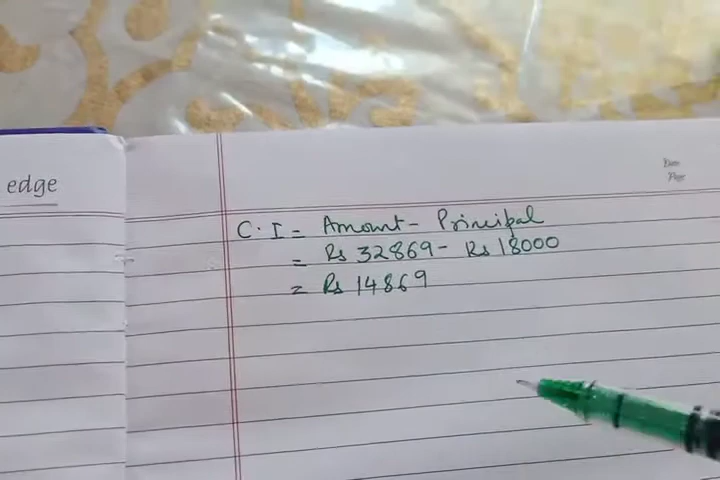 edge
C.I = Amount - Principal
= Rs 32869 - Rs 18000
= Rs 14869